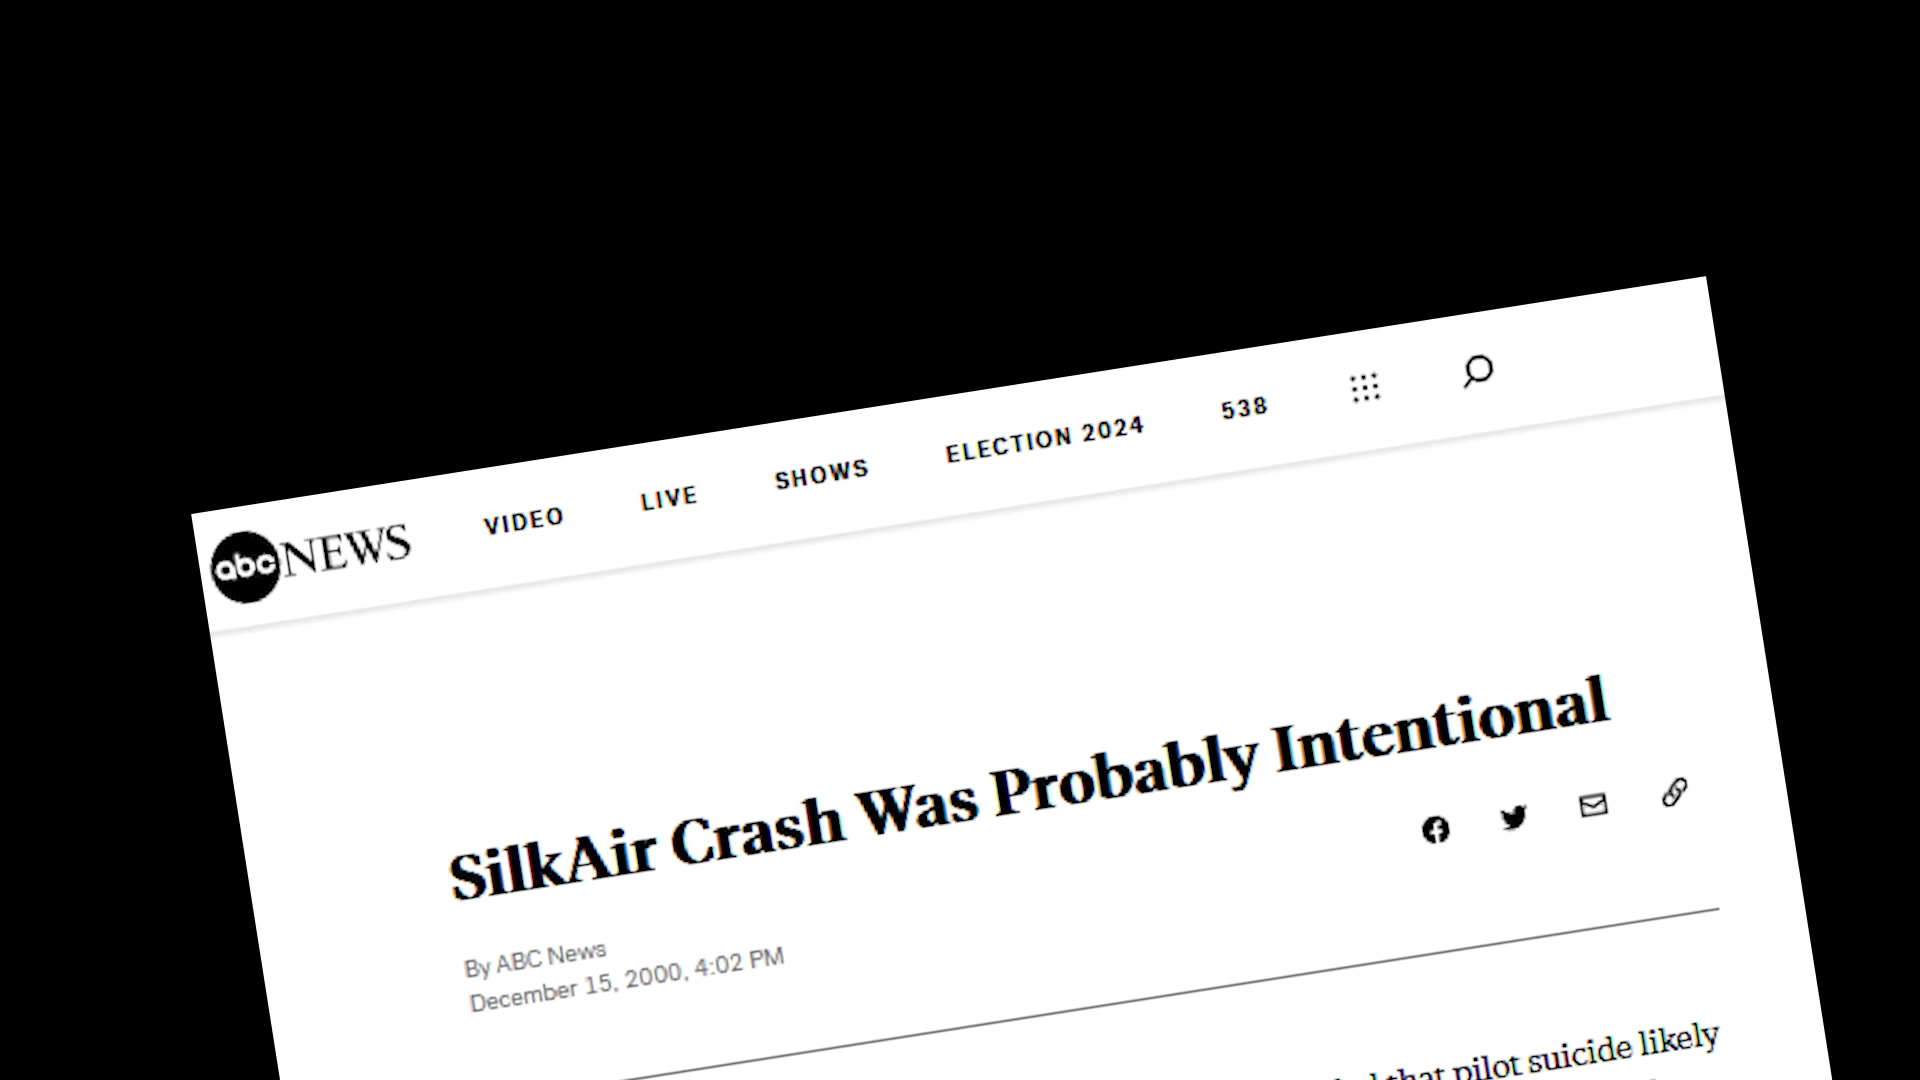 abc NEWS VIDEO LIVE SHOWS ELECTION 2024 538
SilkAir Crash Was Probably Intentional
By ABC News
December 15, 2000, 4:02 PM
that pilot suicide likely